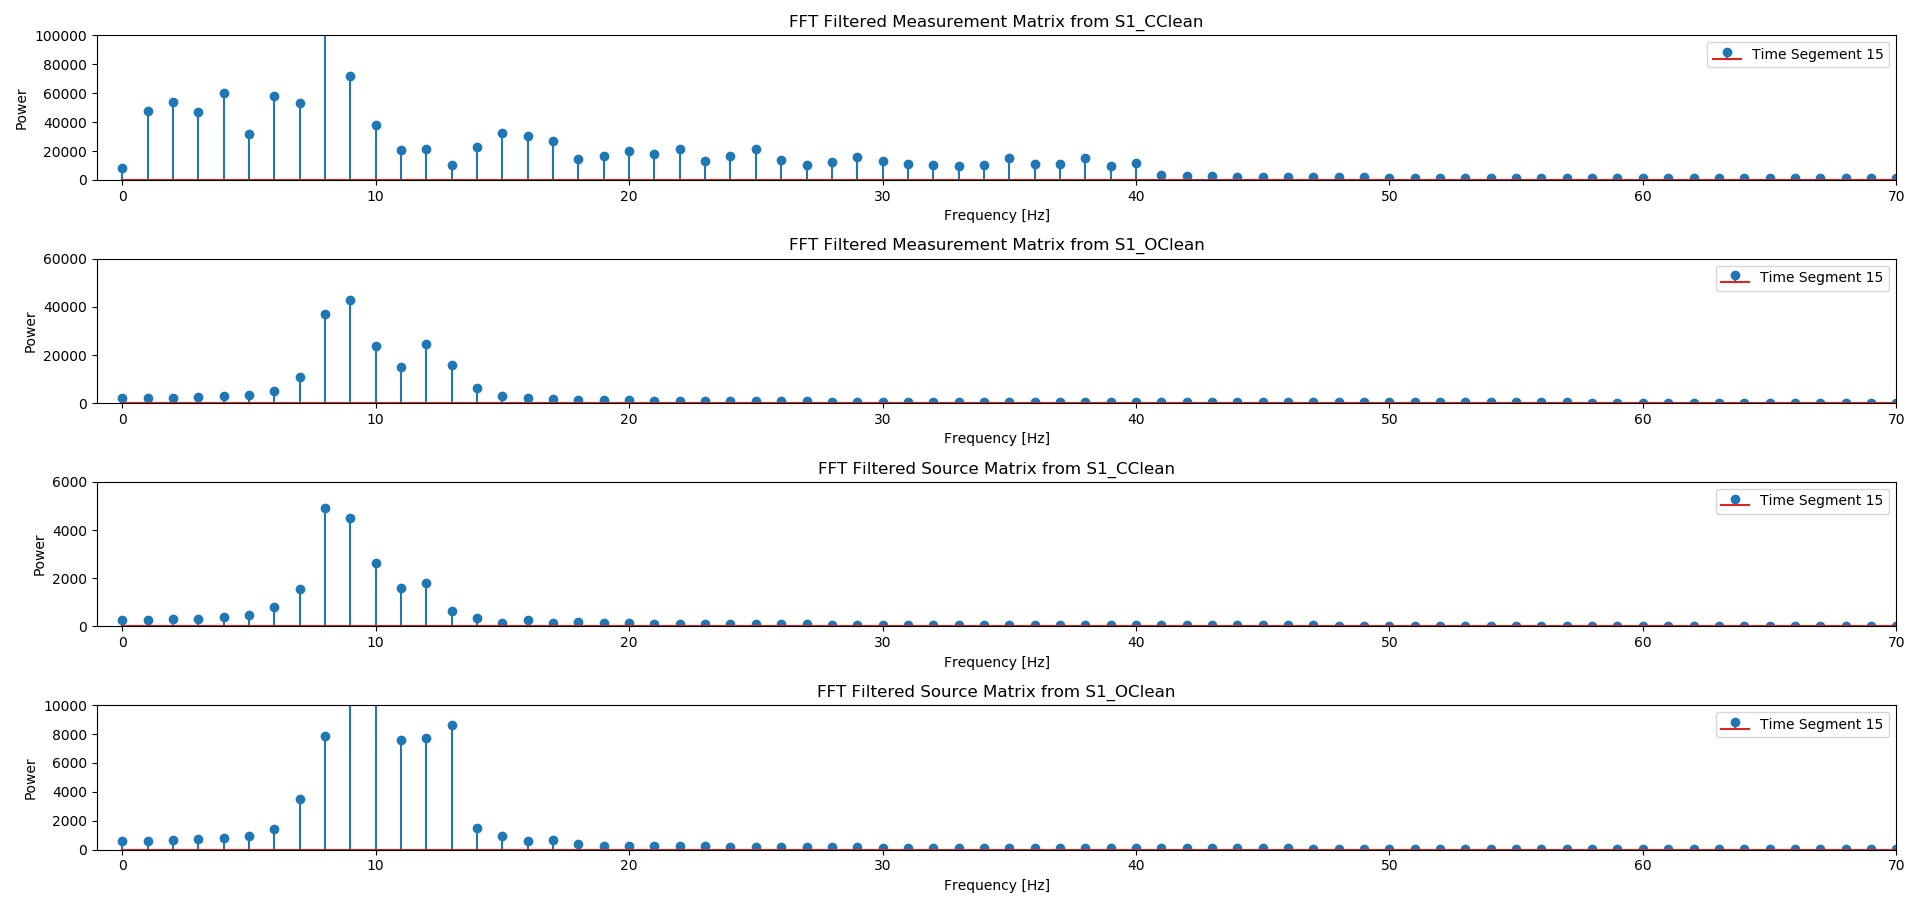 FFT Filtered Measurement Matrix from S1_CClean
100000
80000
60000
40000
20000
0
Power
Time Segement 15
0 10 20 30 40 50 60 70
Frequency [Hz]
FFT Filtered Measurement Matrix from S1_OClean
60000
40000
20000
0
Power
Time Segment 15
0 10 20 30 40 50 60 70
Frequency [Hz]
FFT Filtered Source Matrix from S1_CClean
6000
4000
2000
0
Power
Time Segment 15
0 10 20 30 40 50 60 70
Frequency [Hz]
FFT Filtered Source Matrix from S1_OClean
10000
8000
6000
4000
2000
0
Power
Time Segment 15
0 10 20 30 40 50 60 70
Frequency [Hz]